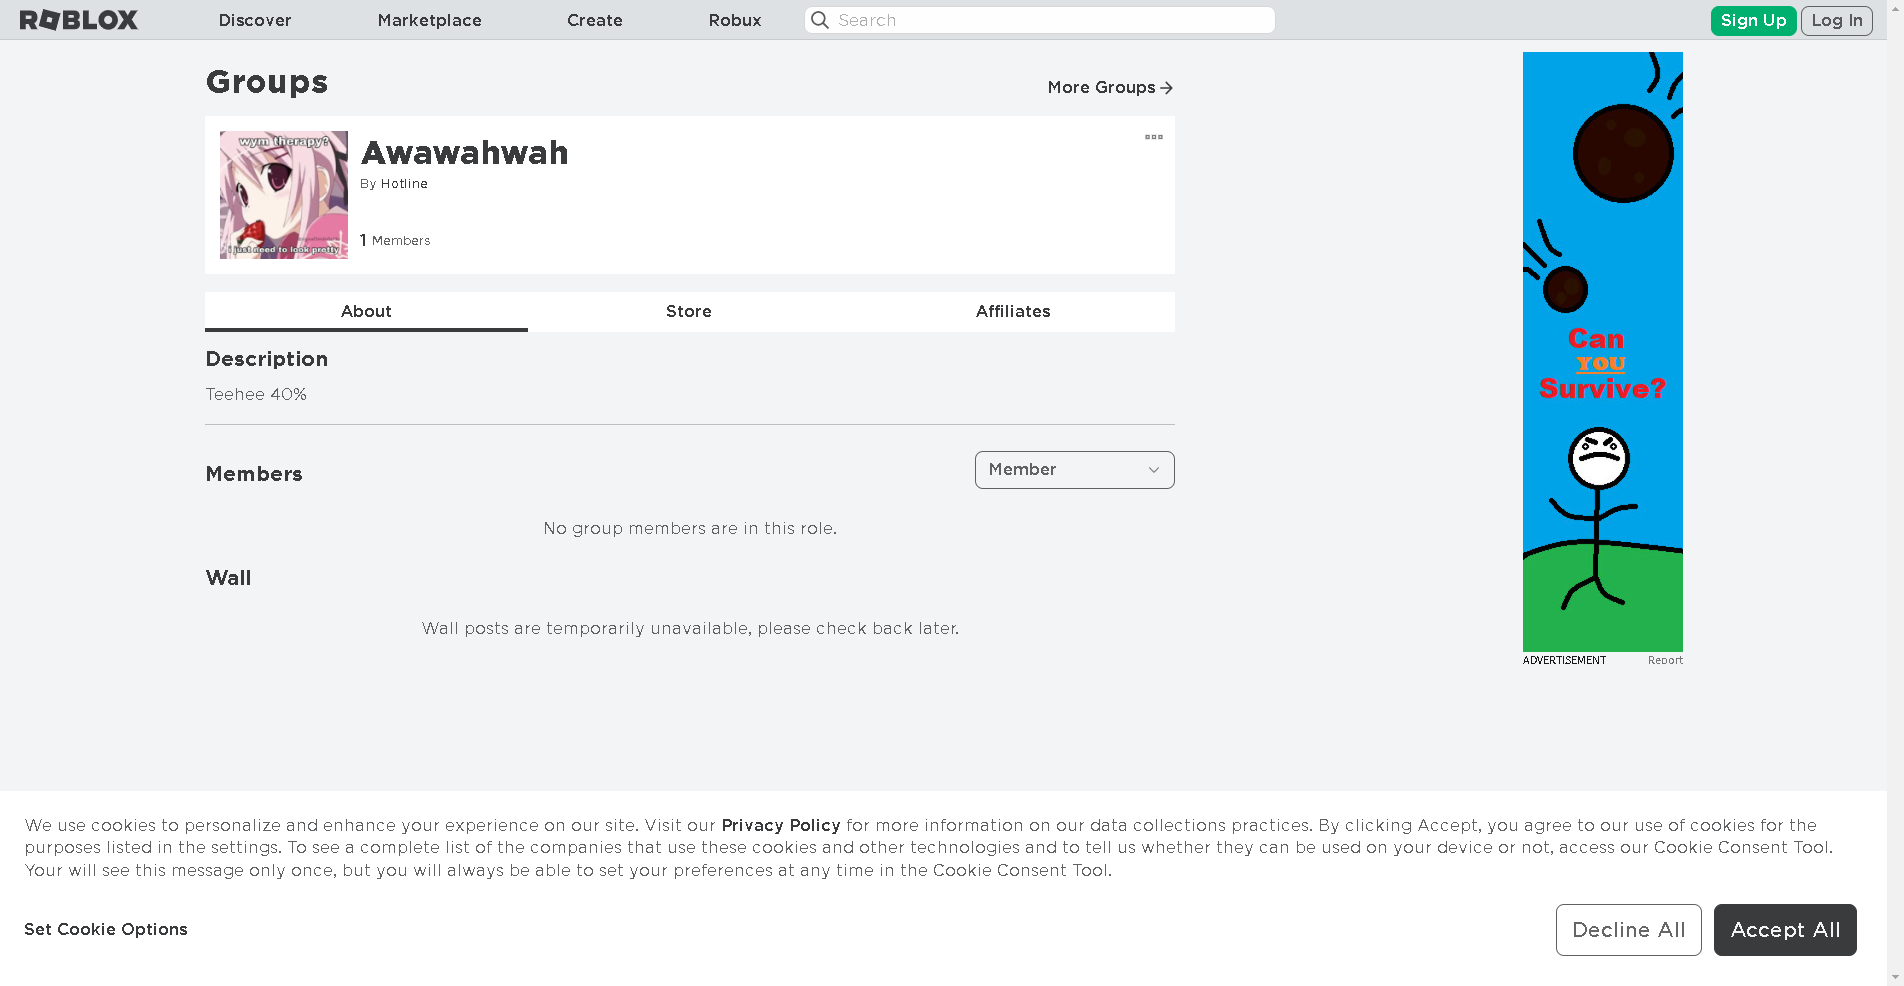 ROBLOX
Discover
Marketplace
Create
Robux
Search
Sign Up
Log In
Groups
More Groups
wym therapy?
i just need to look pretty
Awawahwah
By Hotline
1 Members
About
Store
Affiliates
Description
Teehee 40%
Members
Member
No group members are in this role.
Wall
Wall posts are temporarily unavailable, please check back later.
Can
YOU
Survive?
ADVERTISEMENT
Report
We use cookies to personalize and enhance your experience on our site. Visit our Privacy Policy for more information on our data collections practices. By clicking Accept, you agree to our use of cookies for the
purposes listed in the settings. To see a complete list of the companies that use these cookies and other technologies and to tell us whether they can be used on your device or not, access our Cookie Consent Tool.
Your will see this message only once, but you will always be able to set your preferences at any time in the Cookie Consent Tool.
Set Cookie Options
Decline All
Accept All